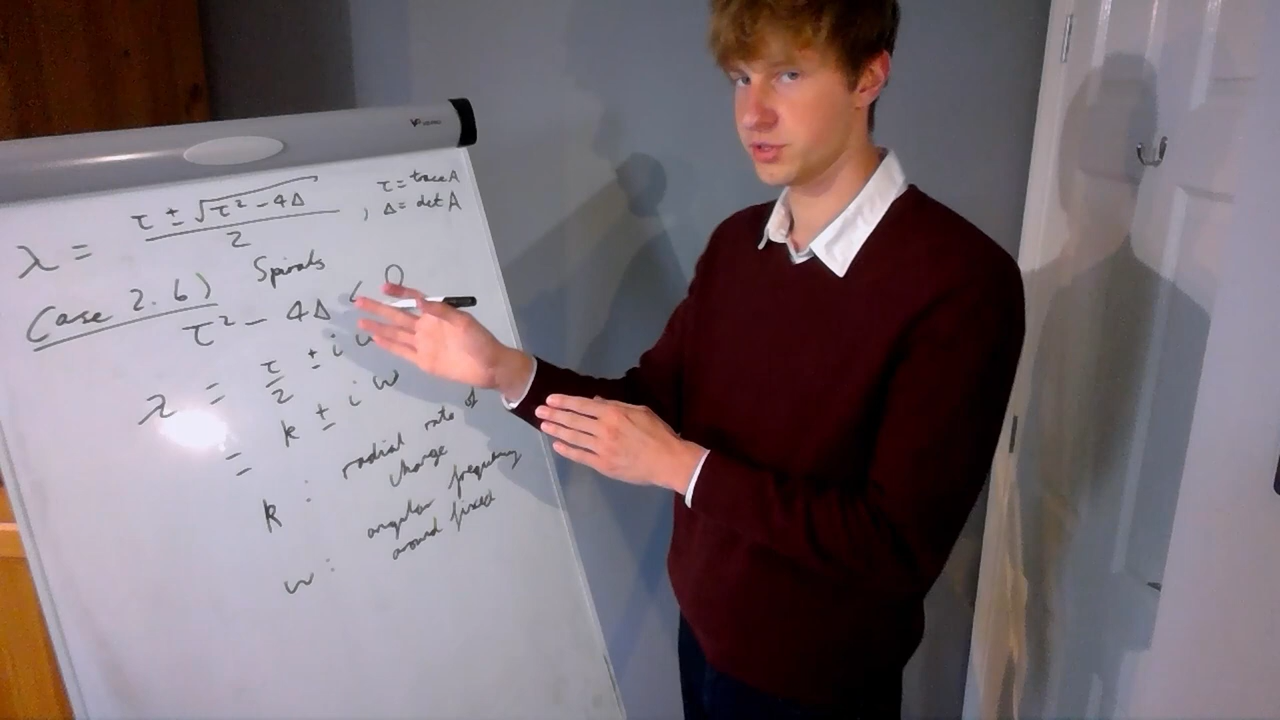 λ = τ ± √τ² − 4Δ / 2 , τ = trace A
Δ = det A
Case 2.b) Spirals
τ² − 4Δ < 0
λ = τ/2 ± i ω
= k ± i ω
k : radial rate of
change
ω : angular frequency
around fixed